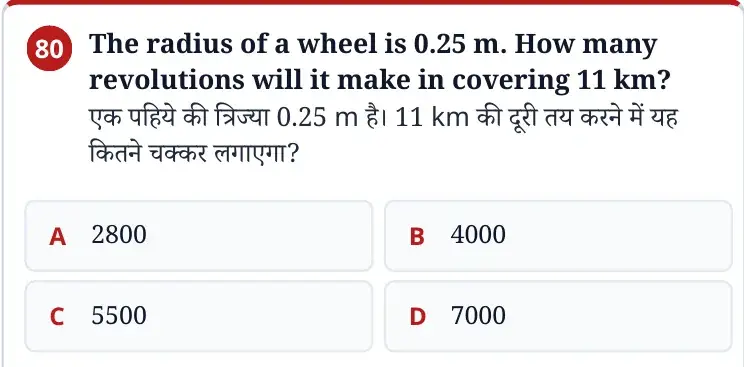 80 The radius of a wheel is 0.25 m. How many
revolutions will it make in covering 11 km?
एक पहिये की त्रिज्या 0.25 m है। 11 km की दूरी तय करने में यह
कितने चक्कर लगाएगा?
A 2800
B 4000
C 5500
D 7000